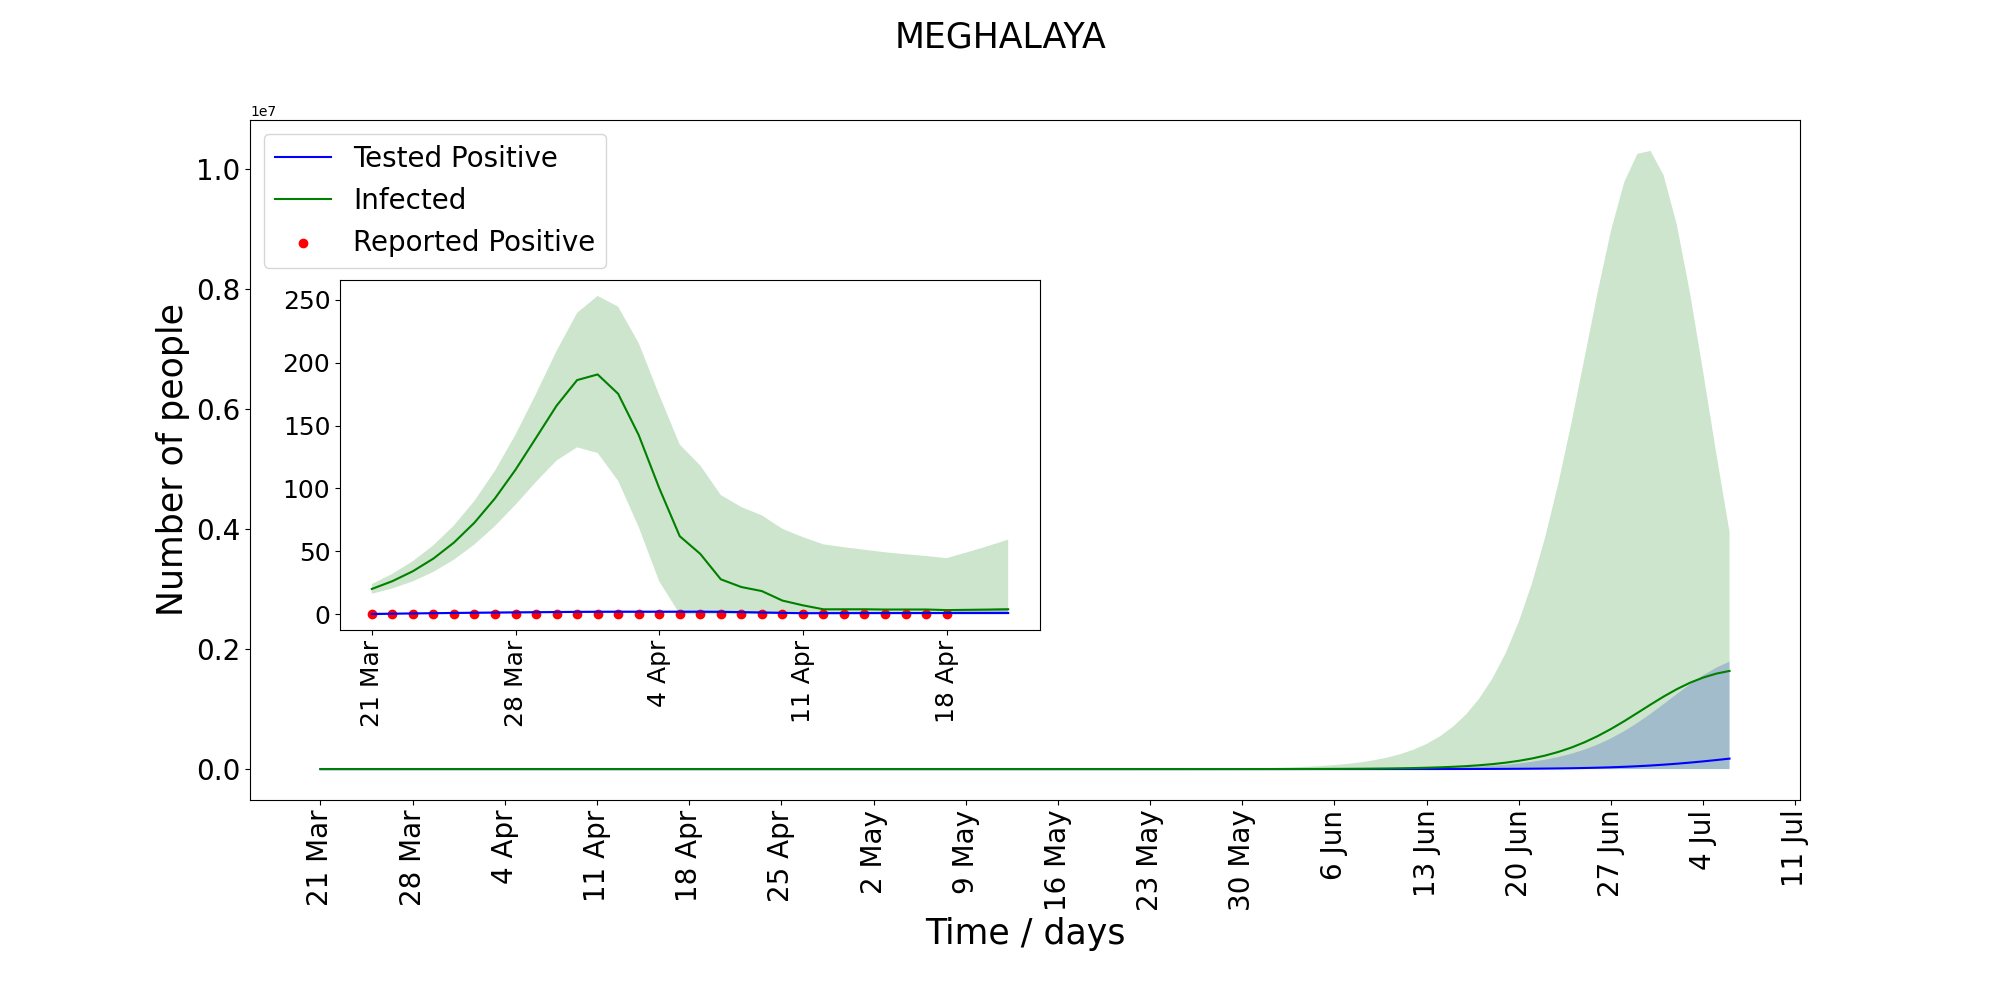 MEGHALAYA
1e7
Tested Positive
Infected
Reported Positive
1.0
0.8
0.6
0.4
0.2
0.0
Number of people
250
200
150
100
50
0
21 Mar
28 Mar
4 Apr
11 Apr
18 Apr
21 Mar
28 Mar
4 Apr
11 Apr
18 Apr
25 Apr
2 May
9 May
16 May
23 May
30 May
6 Jun
13 Jun
20 Jun
27 Jun
4 Jul
11 Jul
Time / days